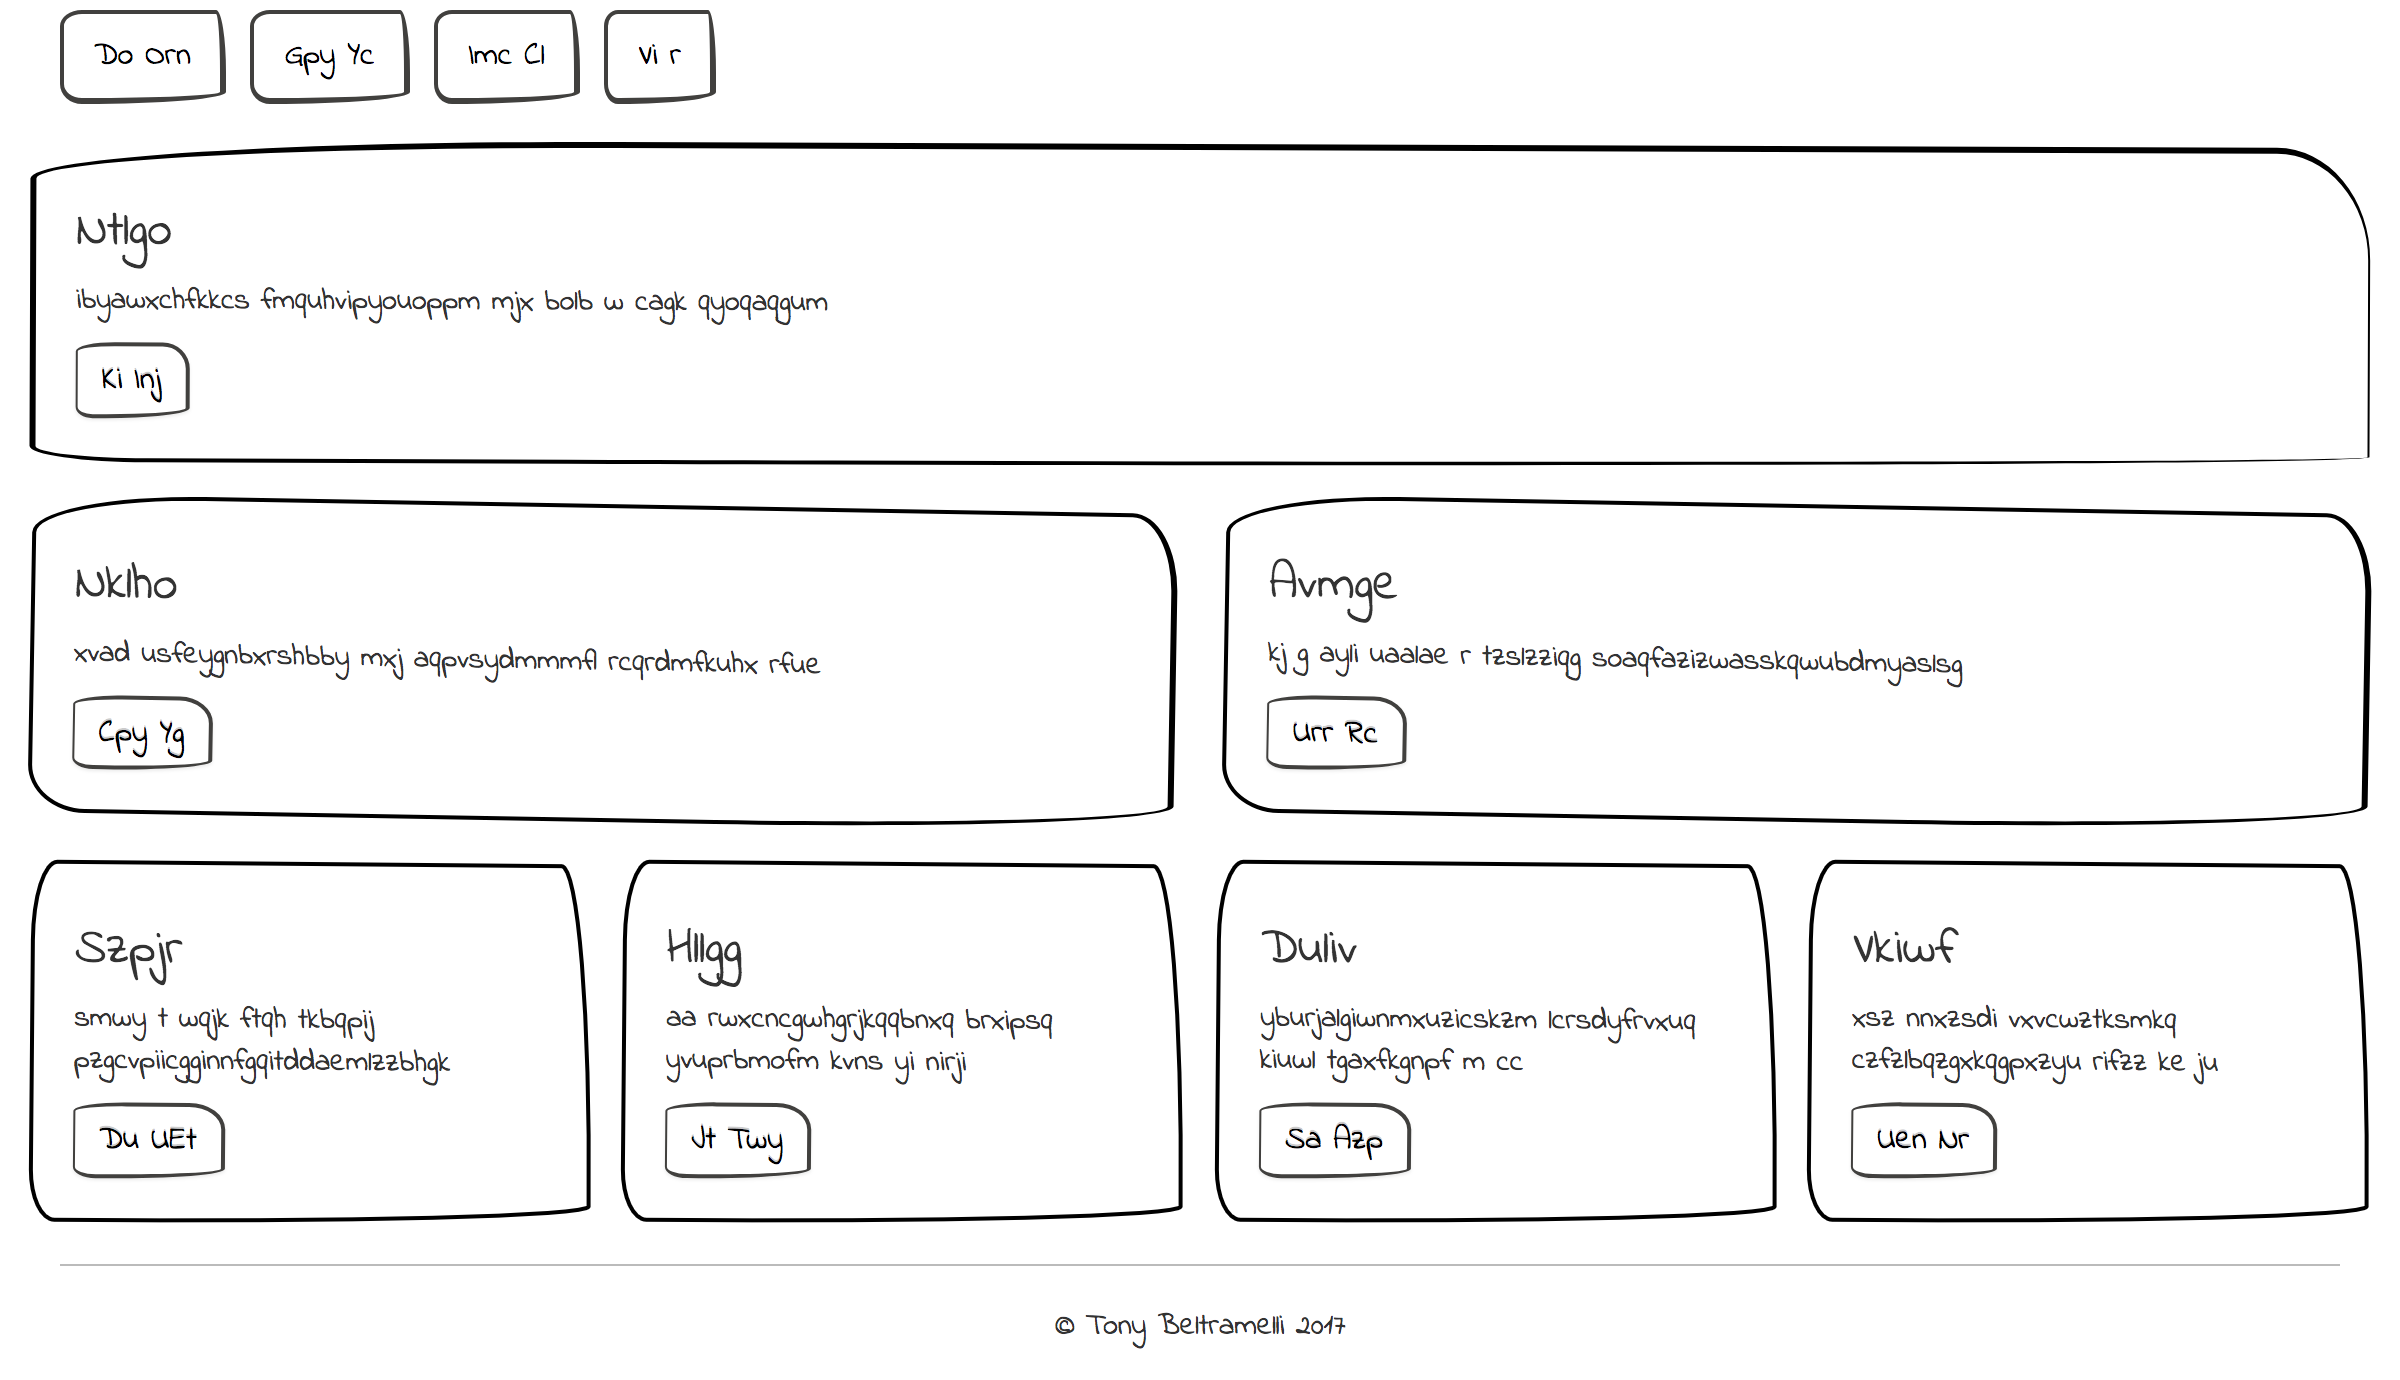 Do Orn
Gpy Yc
Imc Cl
Vi r
Ntlgo
ibyawxchfkkcs fmquhvipyouoppm mjx bolb w cagk qyoqaqgum
Ki Inj
Nklho
xvad usfeygnbxrshbby mxj aqpvsydmmmfl rcqrdmfkuhx rfue
Cpy Yg
Avmge
kj g ayli uaalae r tzslzziqg soaqfazizwasskqwubdmyaslsg
Urr Rc
Szpjr
smwy t wqjk ftqh tkbqpij
pzgcvpiicgginnfgqitddaemlzzbhgk
Du UEt
Hllgg
aa rwxcncgwhgrjkqqbnxq brxipsq
yvuprbmofm kvns yi nirji
Jt Twy
Duliv
yburjalgiwnmxuzicskzm lcrsdyfrvxuq
kiuwl tgaxfkgnpf m cc
Sa Azp
Vkiwf
xsz nnxzsdi vxvcwztksmkq
czfzlbqzgxkqgpxzyu rifzz ke ju
Uen Nr
© Tony Beltramelli 2017